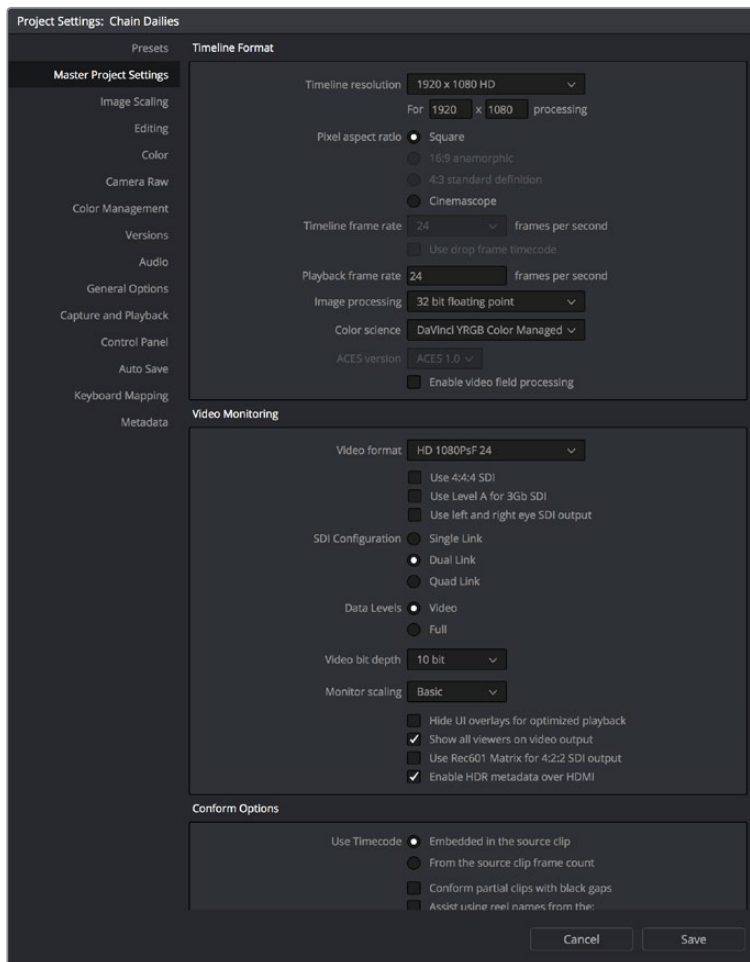 Project Settings: Chain Dailies
Presets
Master Project Settings
Image Scaling
Editing
Color
Camera Raw
Color Management
Versions
Audio
General Options
Capture and Playback
Control Panel
Auto Save
Keyboard Mapping
Metadata
Timeline Format
Timeline resolution 1920 x 1080 HD
For 1920 x 1080 processing
Pixel aspect ratio Square
16:9 anamorphic
4:3 standard definition
Cinemascope
Timeline frame rate 24 frames per second
Use drop frame timecode
Playback frame rate 24 frames per second
Image processing 32 bit floating point
Color science DaVinci YRGB Color Managed
ACES version ACES 1.0
Enable video field processing
Video Monitoring
Video format HD 1080PsF 24
Use 4:4:4 SDI
Use Level A for 3Gb SDI
Use left and right eye SDI output
SDI Configuration Single Link
Dual Link
Quad Link
Data Levels Video
Full
Video bit depth 10 bit
Monitor scaling Basic
Hide UI overlays for optimized playback
Show all viewers on video output
Use Rec601 Matrix for 4:2:2 SDI output
Enable HDR metadata over HDMI
Conform Options
Use Timecode Embedded in the source clip
From the source clip frame count
Conform partial clips with black gaps
Assist using reel names from the:
Cancel Save